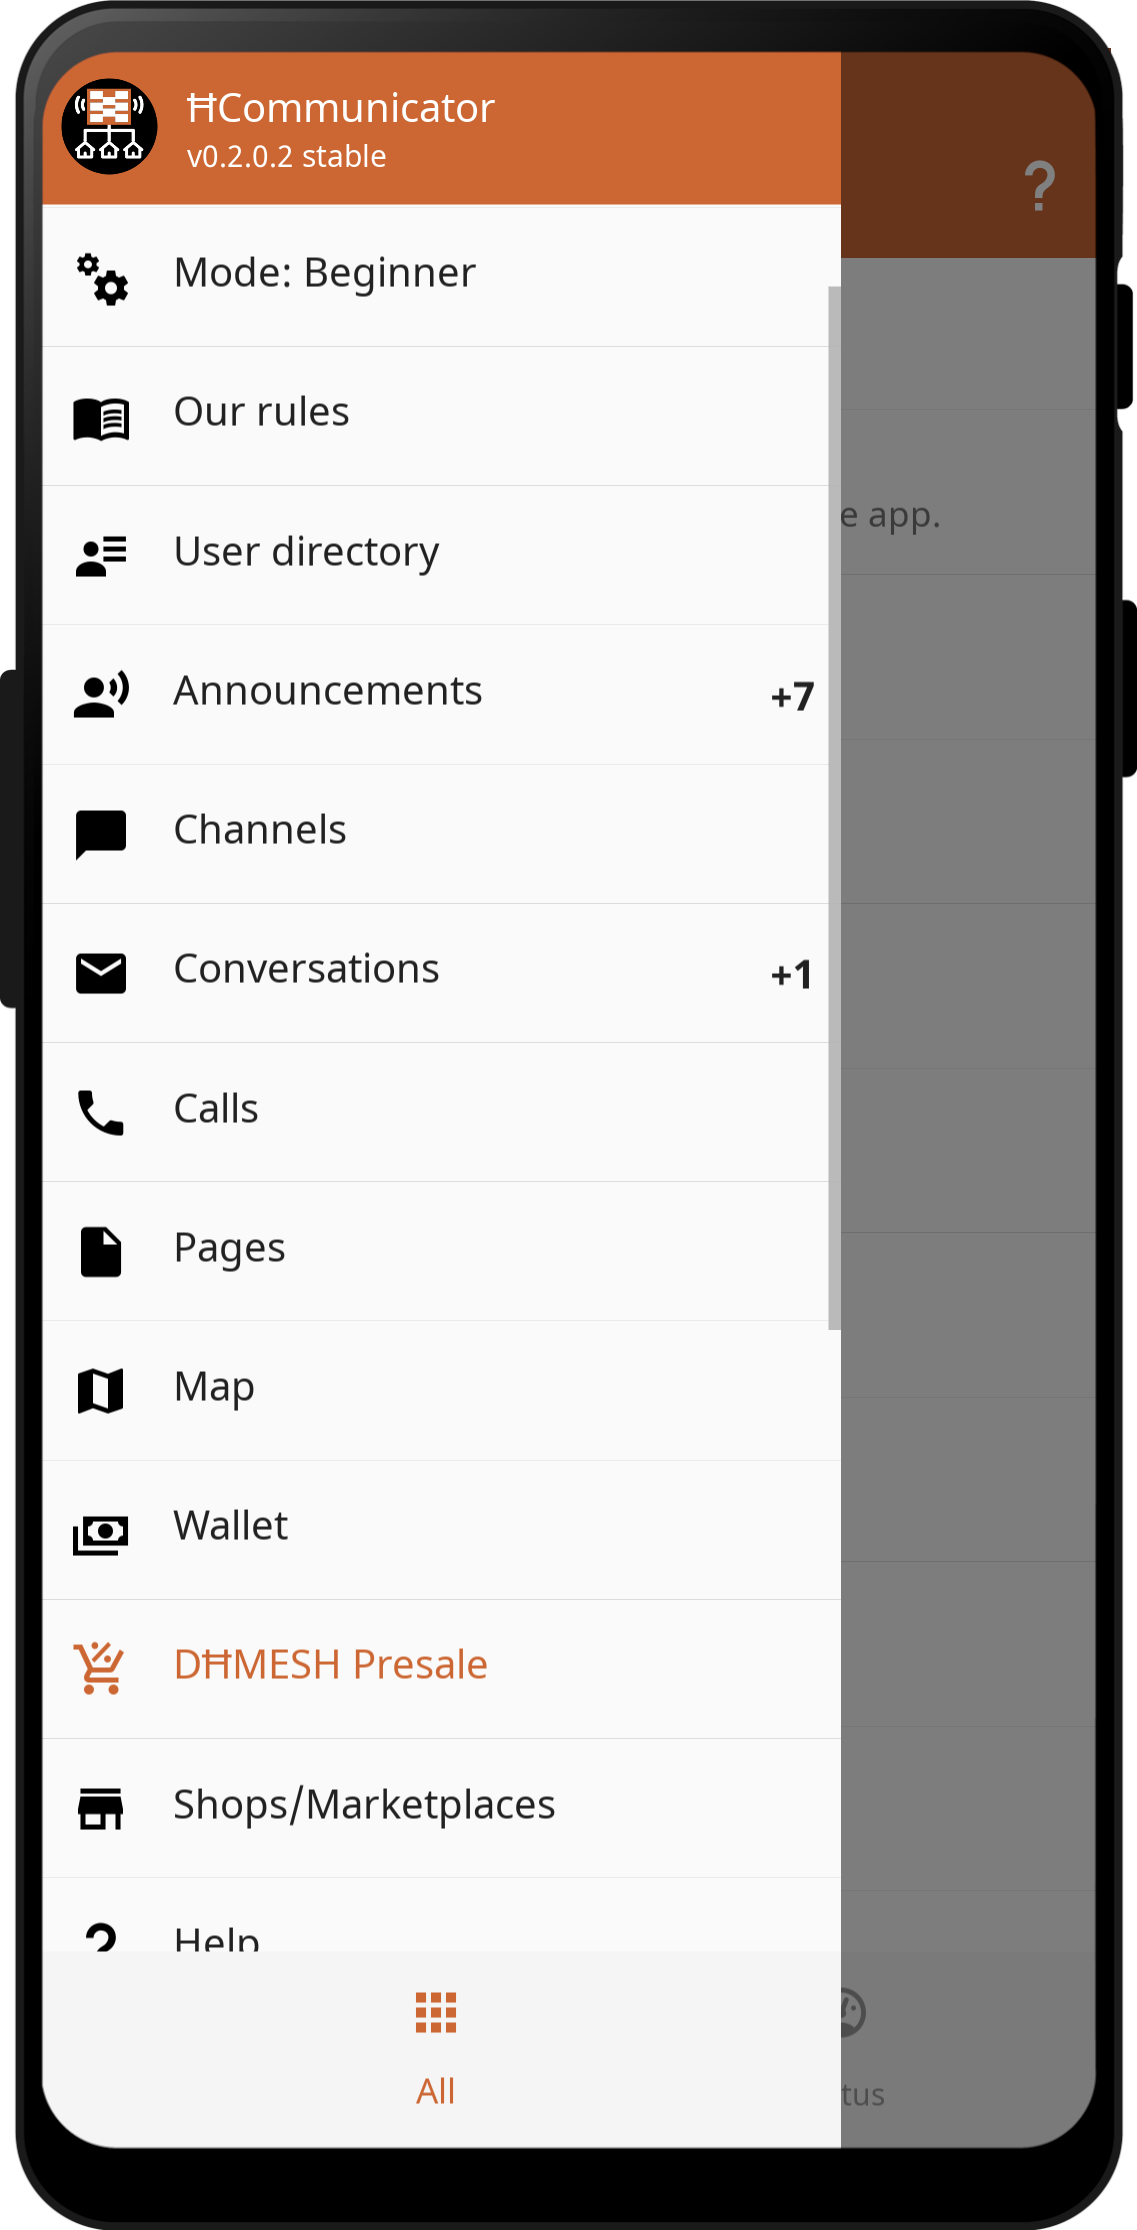 ĦCommunicator
v0.2.0.2 stable
?
Mode: Beginner
Our rules
e app.
User directory
Announcements +7
Channels
Conversations +1
Calls
Pages
Map
Wallet
DĦMESH Presale
Shops/Marketplaces
Help
All
tus